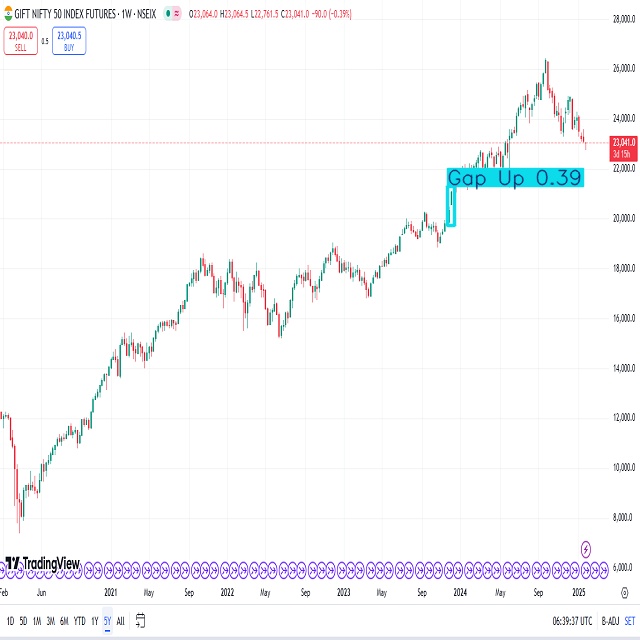 GIFT NIFTY 50 INDEX FUTURES · 1W · NSEIX O23,064.0 H23,064.5 L22,761.5 C23,041.0 −90.0 (−0.39%)
23,040.0 SELL 0.5 23,040.5 BUY
28,000.0
26,000.0
24,000.0
23,041.0
3d 15h
22,000.0
Gap Up 0.39
20,000.0
18,000.0
16,000.0
14,000.0
12,000.0
10,000.0
8,000.0
TradingView
6,000.0
Feb Jun 2021 May Sep 2022 May Sep 2023 May Sep 2024 May Sep 2025
1D 5D 1M 3M 6M YTD 1Y 5Y All 06:39:37 UTC B-ADJ SET